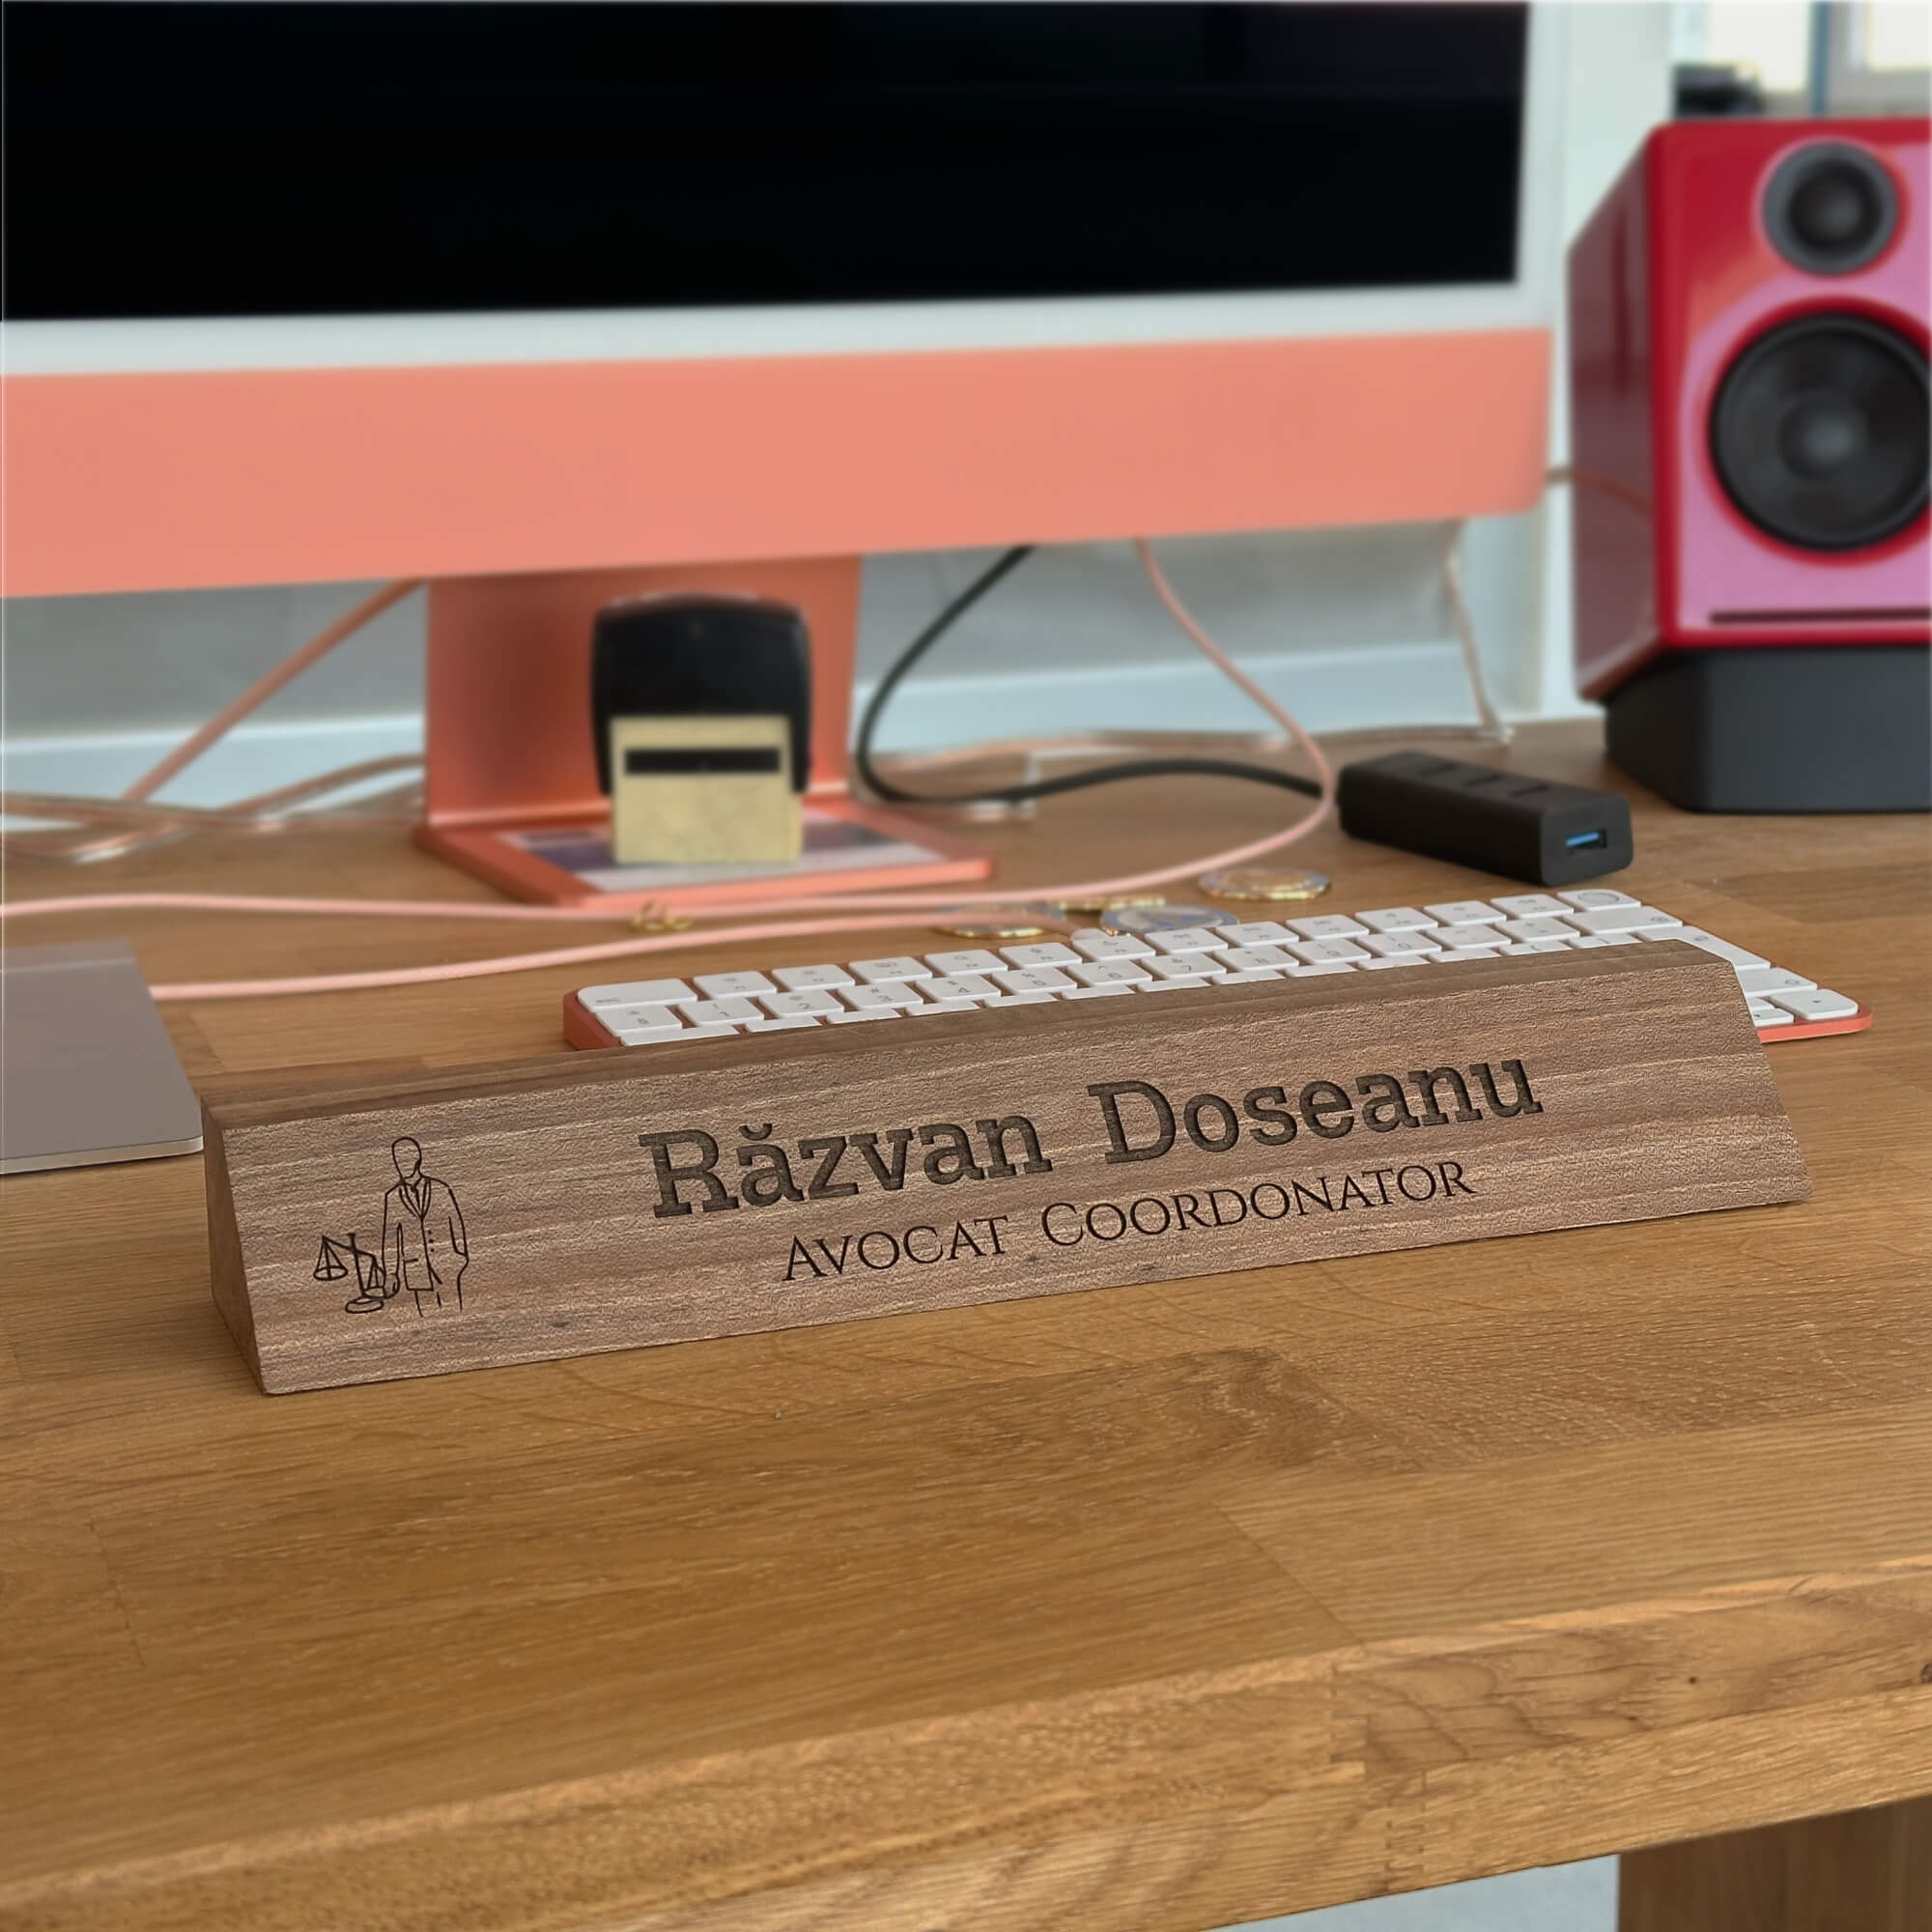 Răzvan Doseanu
Avocat Coordonator